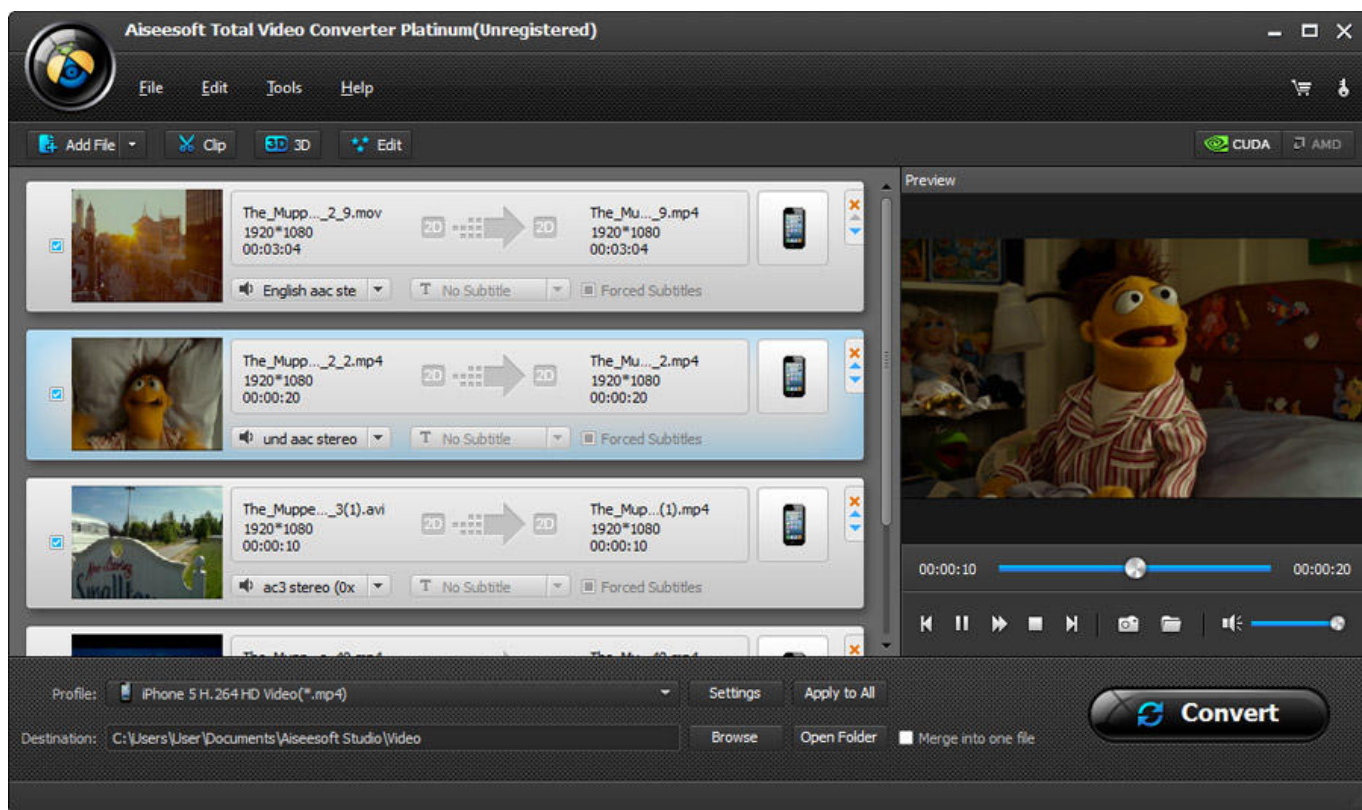 Aiseesoft Total Video Converter Platinum(Unregistered)
File Edit Tools Help
Add File Clip 3D 3D Edit
CUDA AMD
Preview
The_Mupp..._2_9.mov
1920*1080
00:03:04
2D 2D
The_Mu..._9.mp4
1920*1080
00:03:04
English aac ste
T No Subtitle
Forced Subtitles
The_Mupp..._2_2.mp4
1920*1080
00:00:20
2D 2D
The_Mu..._2.mp4
1920*1080
00:00:20
und aac stereo
T No Subtitle
Forced Subtitles
The_Muppe..._3(1).avi
1920*1080
00:00:10
2D 2D
The_Mup...(1).mp4
1920*1080
00:00:10
ac3 stereo (0x
T No Subtitle
Forced Subtitles
Smallto
00:00:10 00:00:20
Profile: iPhone 5 H.264 HD Video(*.mp4)
Settings Apply to All
Destination: C:\Users\User\Documents\Aiseesoft Studio\Video
Browse Open Folder
Merge into one file
Convert